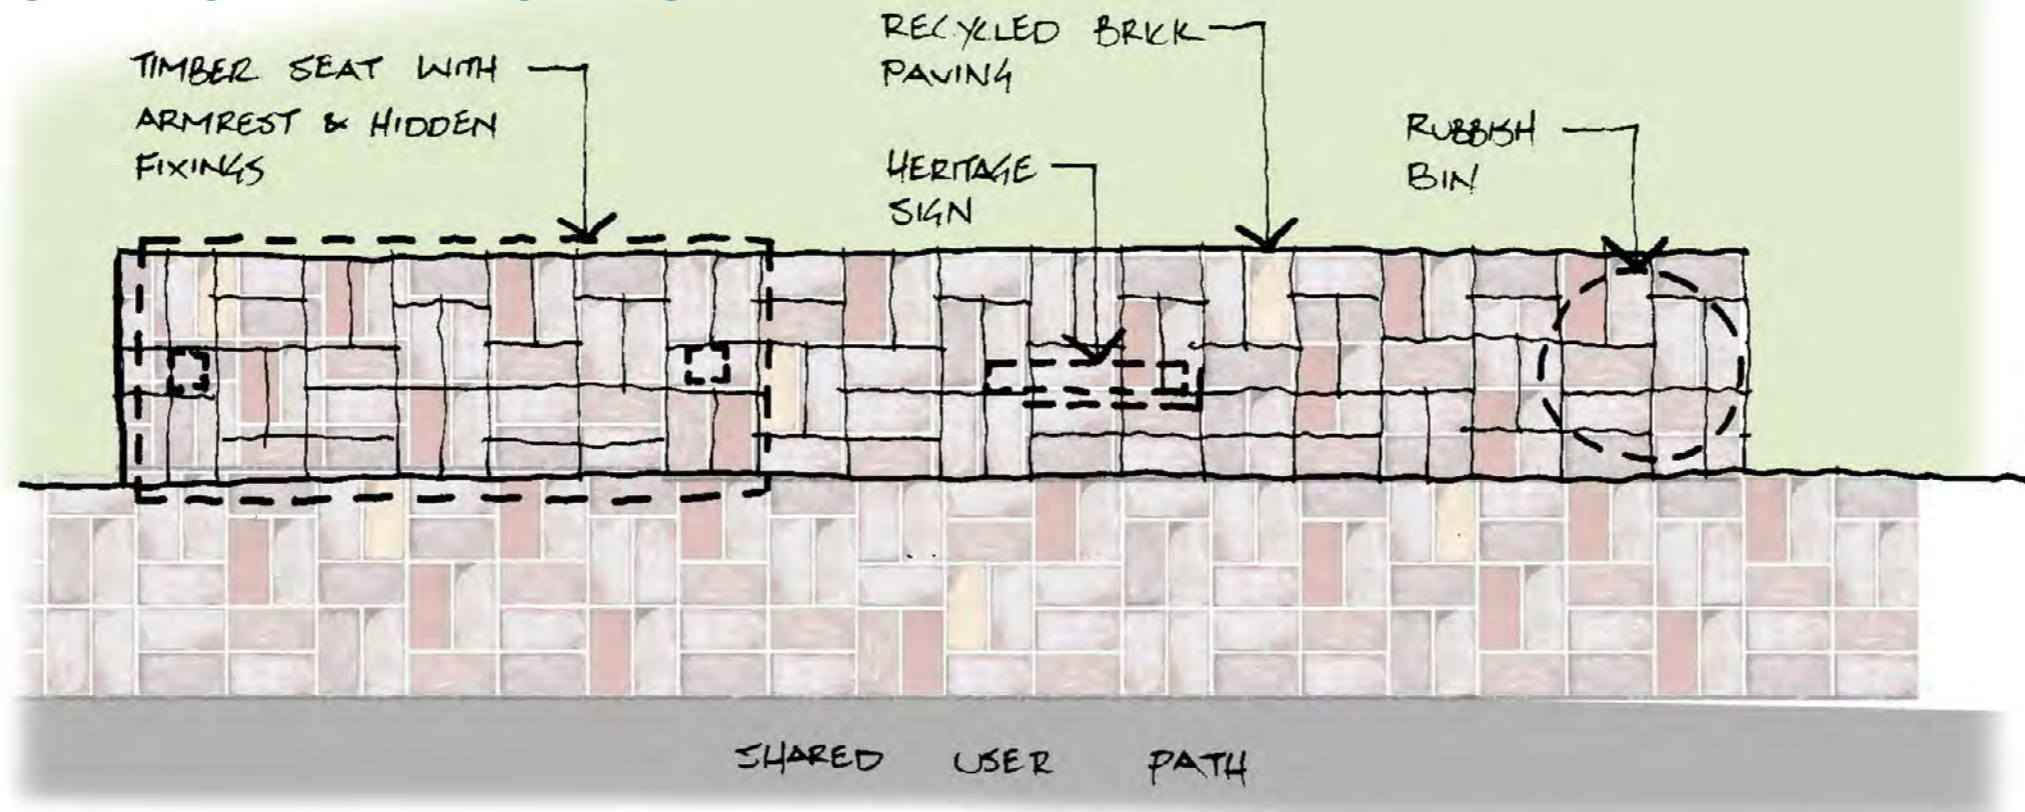 TIMBER SEAT WITH
ARMREST & HIDDEN
FIXINGS
RECYCLED BRICK
PAVING
HERITAGE
SIGN
RUBBISH
BIN
SHARED USER PATH